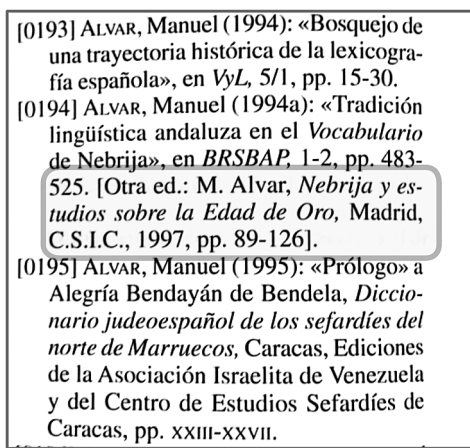 [0193] ALVAR, Manuel (1994): «Bosquejo de
una trayectoria histórica de la lexicogra-
fía española», en VyL, 5/1, pp. 15-30.
[0194] ALVAR, Manuel (1994a): «Tradición
lingüística andaluza en el Vocabulario
de Nebrija», en BRSBAP, 1-2, pp. 483-
525. [Otra ed.: M. Alvar, Nebrija y es-
tudios sobre la Edad de Oro, Madrid,
C.S.I.C., 1997, pp. 89-126].
[0195] ALVAR, Manuel (1995): «Prólogo» a
Alegría Bendayán de Bendela, Diccio-
nario judeoespañol de los sefardíes del
norte de Marruecos, Caracas, Ediciones
de la Asociación Israelita de Venezuela
y del Centro de Estudios Sefardíes de
Caracas, pp. XXIII-XXVII.